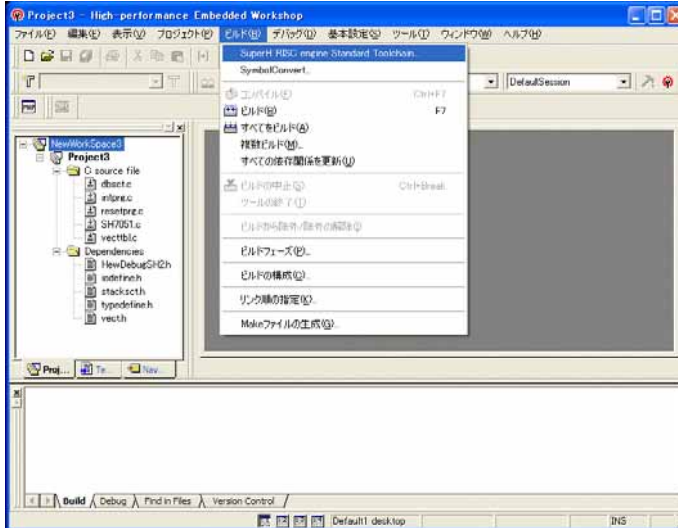 Project3 - High-performance Embedded Workshop
ファイル(F) 編集(E) 表示(V) プロジェクト(P) ビルド(B) デバッグ(D) 基本設定(S) ツール(T) ウィンドウ(W) ヘルプ(H)
SuperH RISC engine Standard Toolchain...
SymbolConvert...
DefaultSession
コンパイル(F) Ctrl+F7
ビルド(B) F7
すべてをビルド(A)
複数ビルド(M)...
すべての依存関係を更新(U)
ビルドの中止(S) Ctrl+Break
ツールの終了(T)
ビルドから除外/除外の解除(I)
ビルドフェーズ(P)...
ビルドの構成(C)...
リンク順の指定(K)...
Makeファイルの生成(G)...
NewWorkSpace3
Project3
C source file
dbsct.c
intprg.c
resetprg.c
SH7051.c
vecttbl.c
Dependencies
HewDebugSH2.h
iodefine.h
stacksct.h
typedefine.h
vect.h
Proj... Te... Nav...
Build Debug Find in Files Version Control
Default1 desktop INS